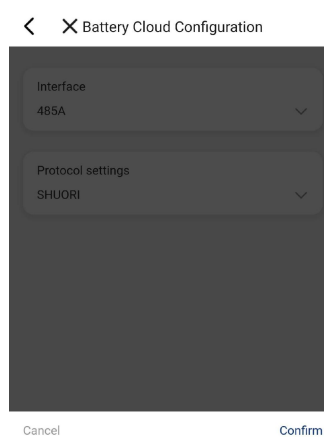 Battery Cloud Configuration
Interface
485A
Protocol settings
SHUORI
Cancel
Confirm